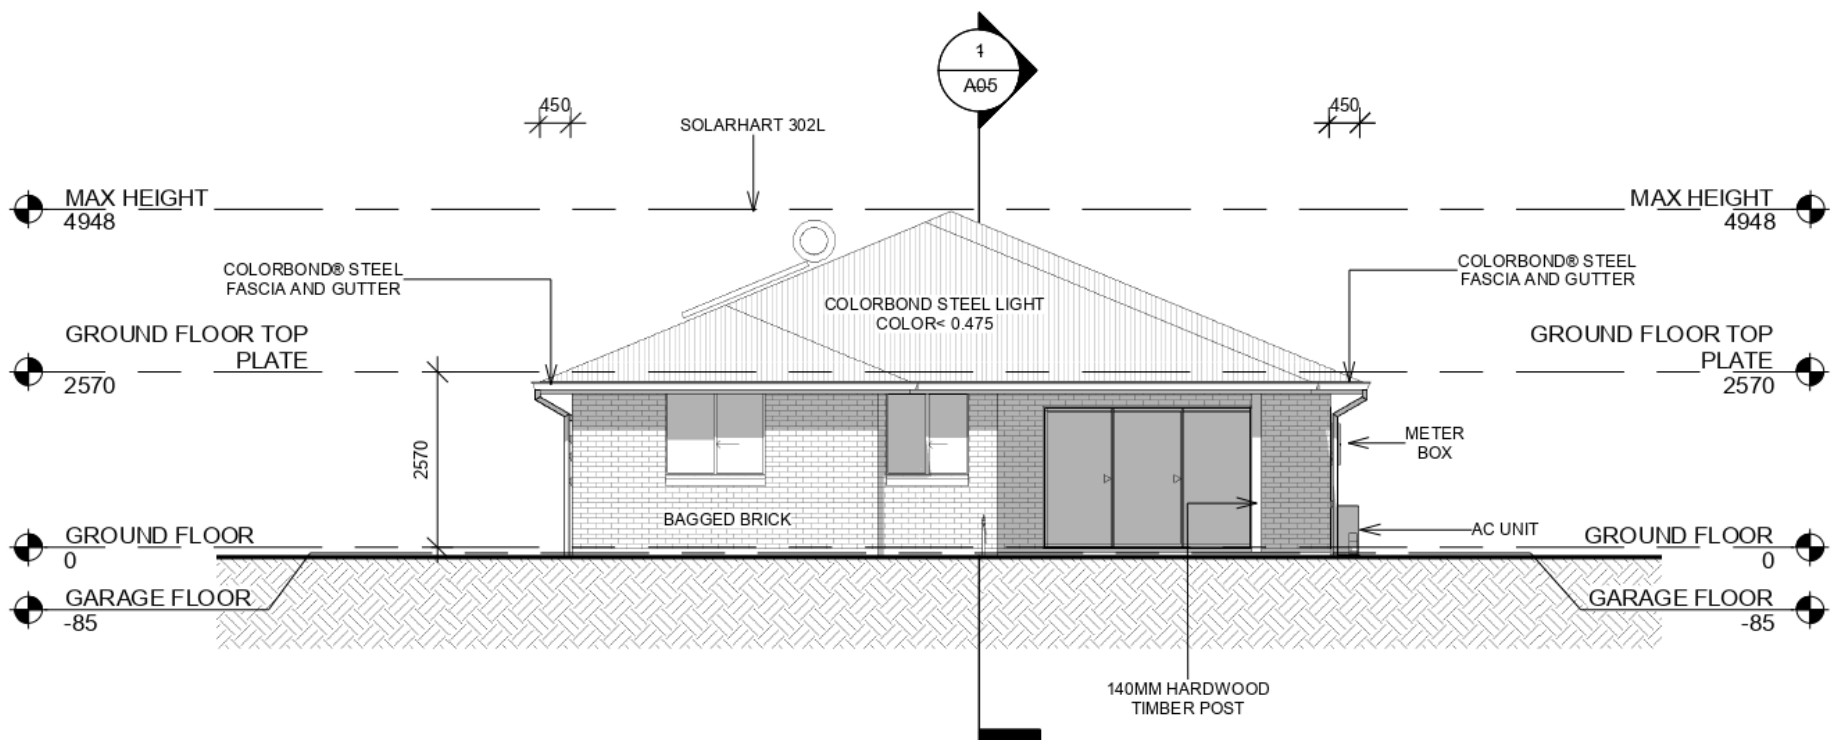 1
A05
450
450
SOLARHART 302L
MAX HEIGHT
4948
MAX HEIGHT
4948
COLORBOND® STEEL
FASCIA AND GUTTER
COLORBOND® STEEL
FASCIA AND GUTTER
COLORBOND STEEL LIGHT
COLOR< 0.475
GROUND FLOOR TOP
PLATE
2570
GROUND FLOOR TOP
PLATE
2570
2570
METER
BOX
BAGGED BRICK
AC UNIT
GROUND FLOOR
0
GROUND FLOOR
0
GARAGE FLOOR
-85
GARAGE FLOOR
-85
140MM HARDWOOD
TIMBER POST